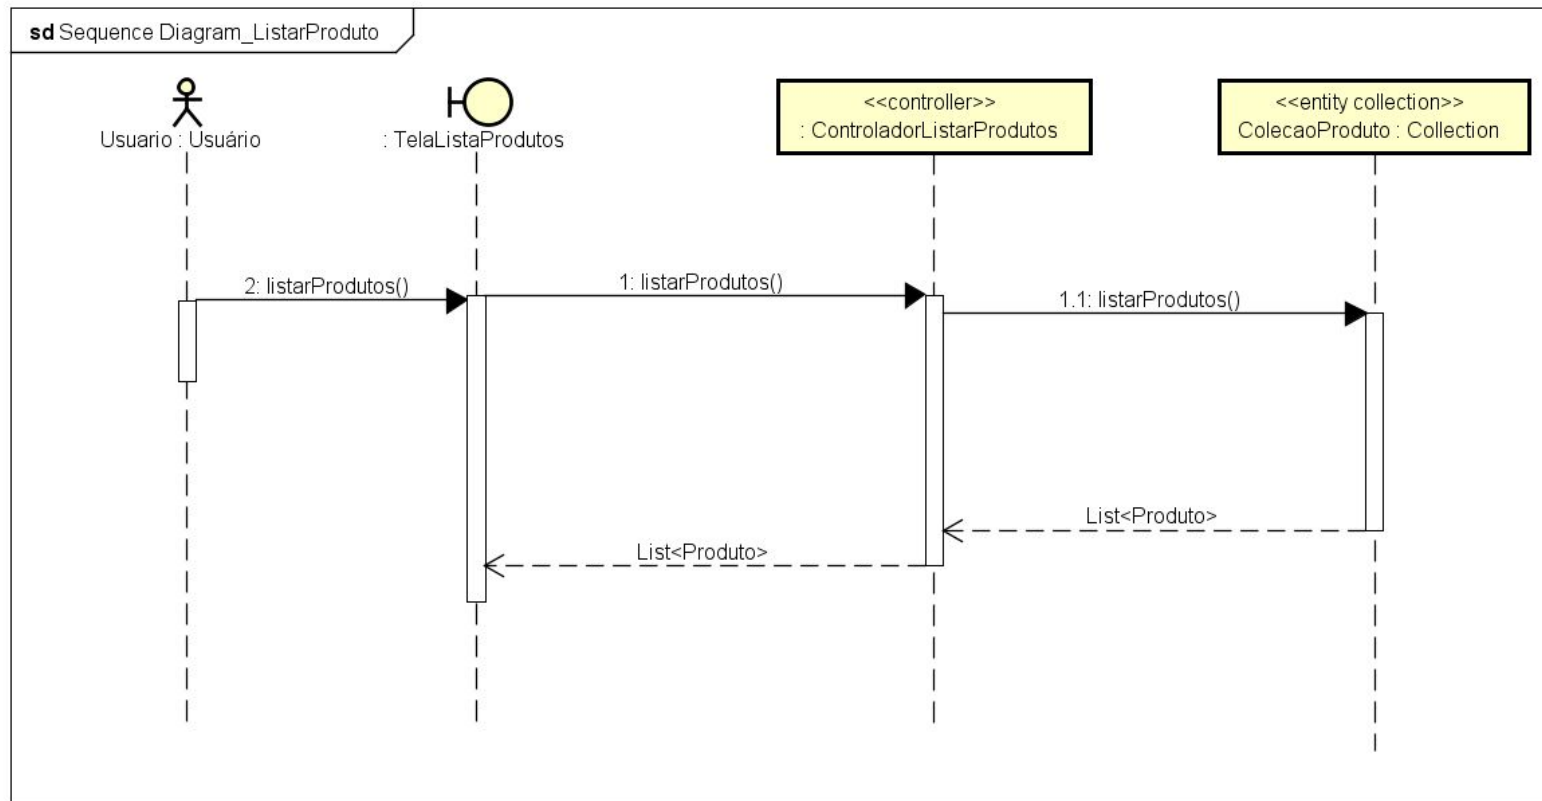 sd Sequence Diagram_ListarProduto
Usuario : Usuário
: TelaListaProdutos
<<controller>>
: ControladorListarProdutos
<<entity collection>>
ColecaoProduto : Collection
2: listarProdutos()
1: listarProdutos()
1.1: listarProdutos()
List<Produto>
List<Produto>